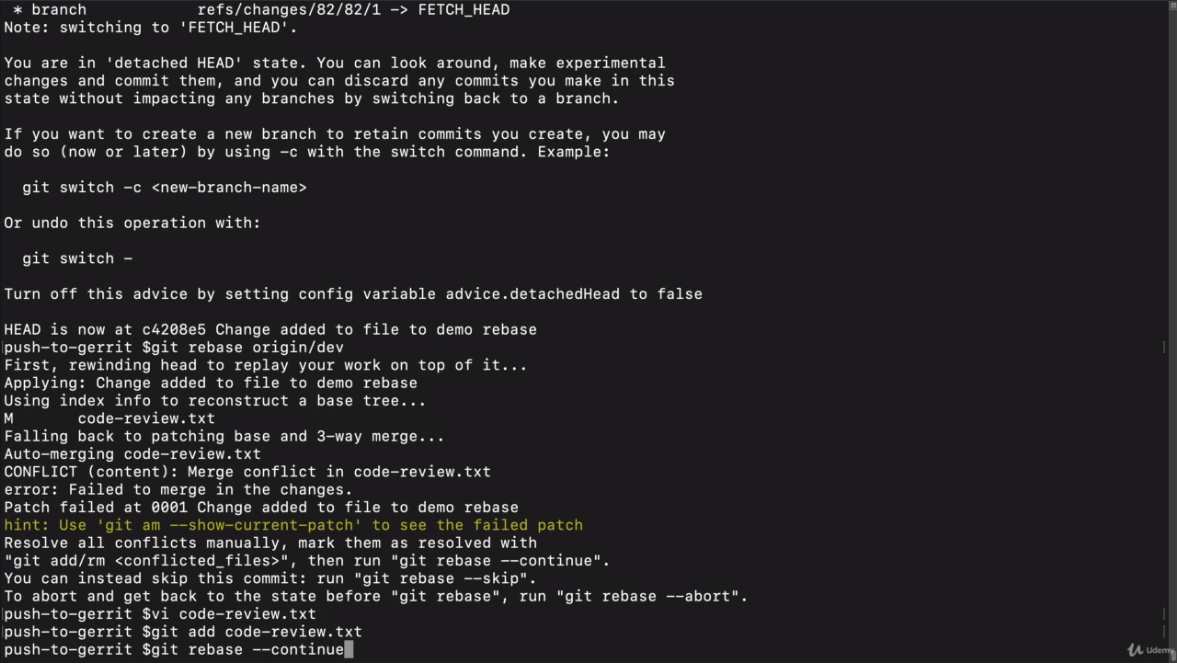 * branch            refs/changes/82/82/1 -> FETCH_HEAD
Note: switching to 'FETCH_HEAD'.

You are in 'detached HEAD' state. You can look around, make experimental
changes and commit them, and you can discard any commits you make in this
state without impacting any branches by switching back to a branch.

If you want to create a new branch to retain commits you create, you may
do so (now or later) by using -c with the switch command. Example:

  git switch -c <new-branch-name>

Or undo this operation with:

  git switch -

Turn off this advice by setting config variable advice.detachedHead to false

HEAD is now at c4208e5 Change added to file to demo rebase
push-to-gerrit $git rebase origin/dev
First, rewinding head to replay your work on top of it...
Applying: Change added to file to demo rebase
Using index info to reconstruct a base tree...
M       code-review.txt
Falling back to patching base and 3-way merge...
Auto-merging code-review.txt
CONFLICT (content): Merge conflict in code-review.txt
error: Failed to merge in the changes.
Patch failed at 0001 Change added to file to demo rebase
hint: Use 'git am --show-current-patch' to see the failed patch
Resolve all conflicts manually, mark them as resolved with
"git add/rm <conflicted_files>", then run "git rebase --continue".
You can instead skip this commit: run "git rebase --skip".
To abort and get back to the state before "git rebase", run "git rebase --abort".
push-to-gerrit $vi code-review.txt
push-to-gerrit $git add code-review.txt
push-to-gerrit $git rebase --continue
Udemy